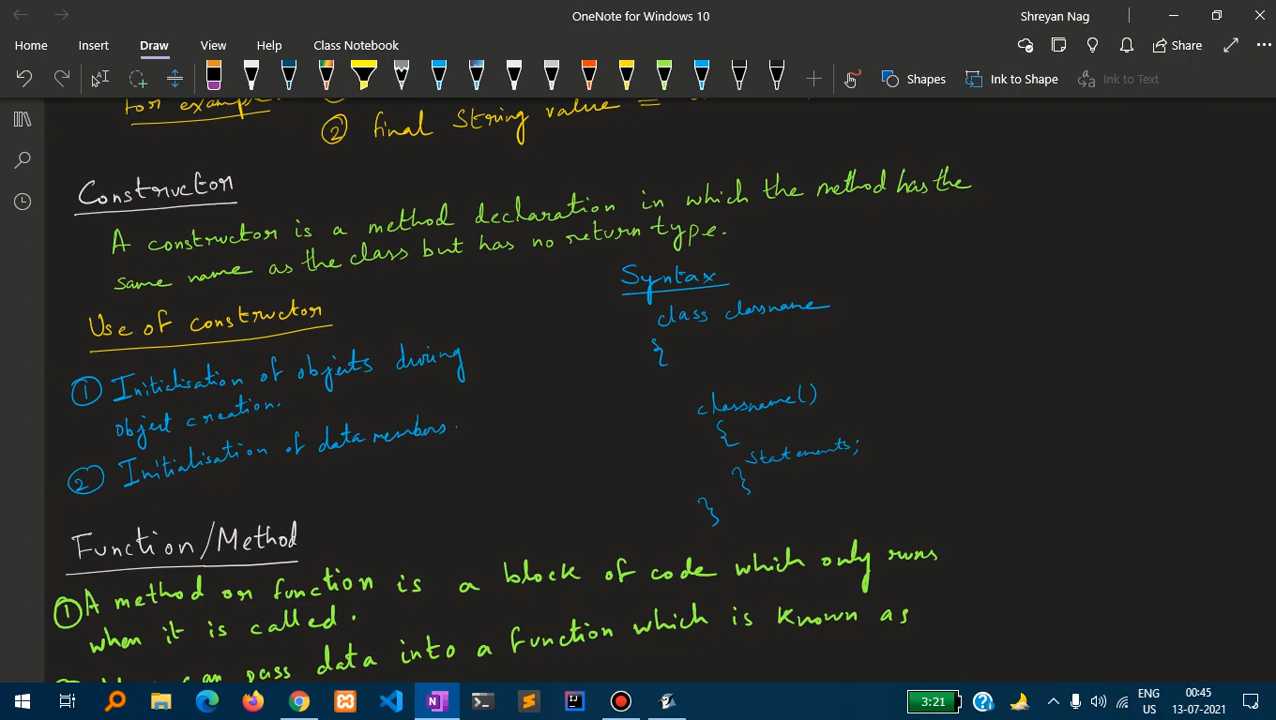 OneNote for Windows 10
Shreyan Nag
Home Insert Draw View Help Class Notebook
Share
Shapes Ink to Shape Ink to Text
For example
② final String value =
Constructor
A constructor is a method declaration in which the method has the
same name as the class but has no return type.
Syntax
class classname
{
classname()
{
Statements;
}
}
Use of constructor
① Initialisation of objects during
object creation.
② Initialisation of data members.
Function/Method
① A method or function is a block of code which only runs
when it is called.
can pass data into a function which is known as
3:21
ENG
US
00:45
13-07-2021